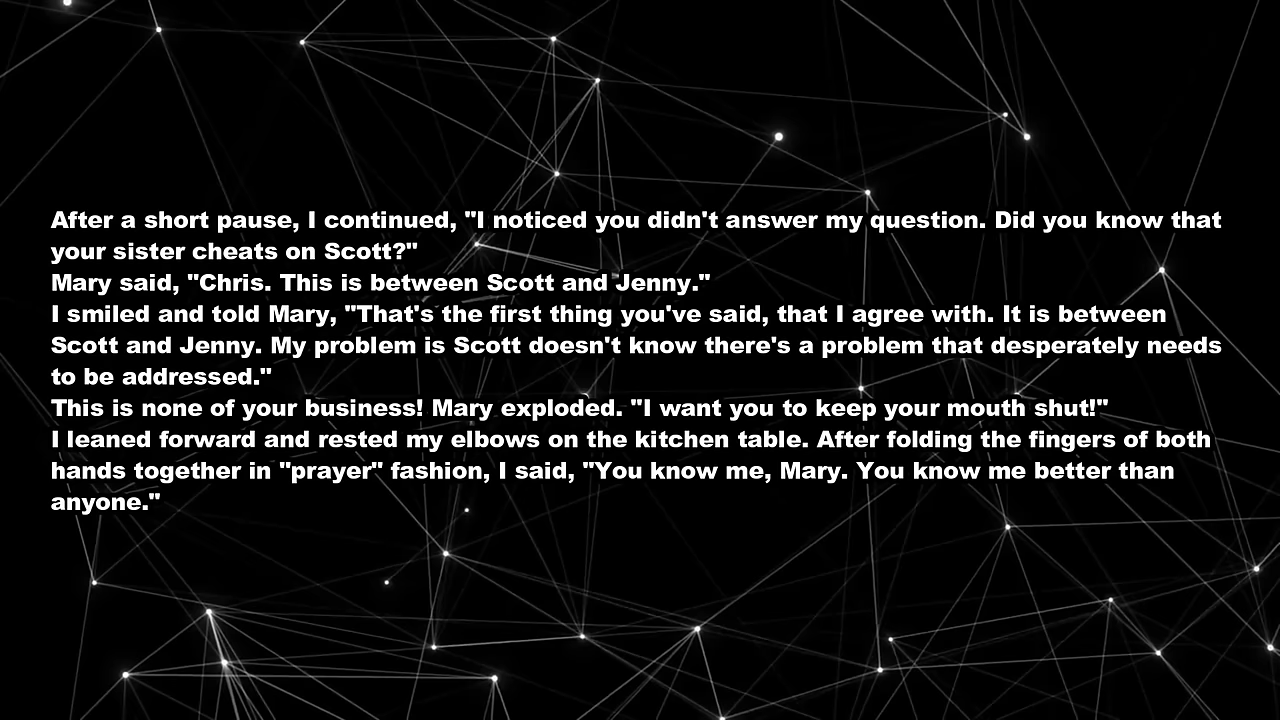 After a short pause, I continued, "I noticed you didn't answer my question. Did you know that
your sister cheats on Scott?"
Mary said, "Chris. This is between Scott and Jenny."
I smiled and told Mary, "That's the first thing you've said, that I agree with. It is between
Scott and Jenny. My problem is Scott doesn't know there's a problem that desperately needs
to be addressed."
This is none of your business! Mary exploded. "I want you to keep your mouth shut!"
I leaned forward and rested my elbows on the kitchen table. After folding the fingers of both
hands together in "prayer" fashion, I said, "You know me, Mary. You know me better than
anyone."